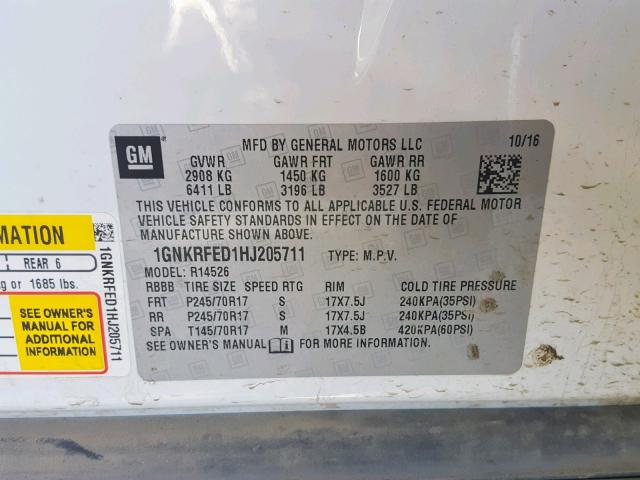 GM
MFD BY GENERAL MOTORS LLC 10/16
GVWR GAWR FRT GAWR RR
2908 KG 1450 KG 1600 KG
6411 LB 3196 LB 3527 LB
THIS VEHICLE CONFORMS TO ALL APPLICABLE U.S. FEDERAL MOTOR
VEHICLE SAFETY STANDARDS IN EFFECT ON THE DATE OF
MANUFACTURE SHOWN ABOVE.
1GNKRFED1HJ205711 TYPE: M.P.V.
MODEL: R14526
RBBB TIRE SIZE SPEED RTG RIM COLD TIRE PRESSURE
FRT P245/70R17 S 17X7.5J 240KPA(35PSI)
RR P245/70R17 S 17X7.5J 240KPA(35PSI)
SPA T145/70R17 M 17X4.5B 420KPA(60PSI)
SEE OWNER'S MANUAL FOR MORE INFORMATION.
MATION
REAR 6
g or 1685 lbs.
SEE OWNER'S
MANUAL FOR
ADDITIONAL
INFORMATION
1GNKRFED1HJ205711